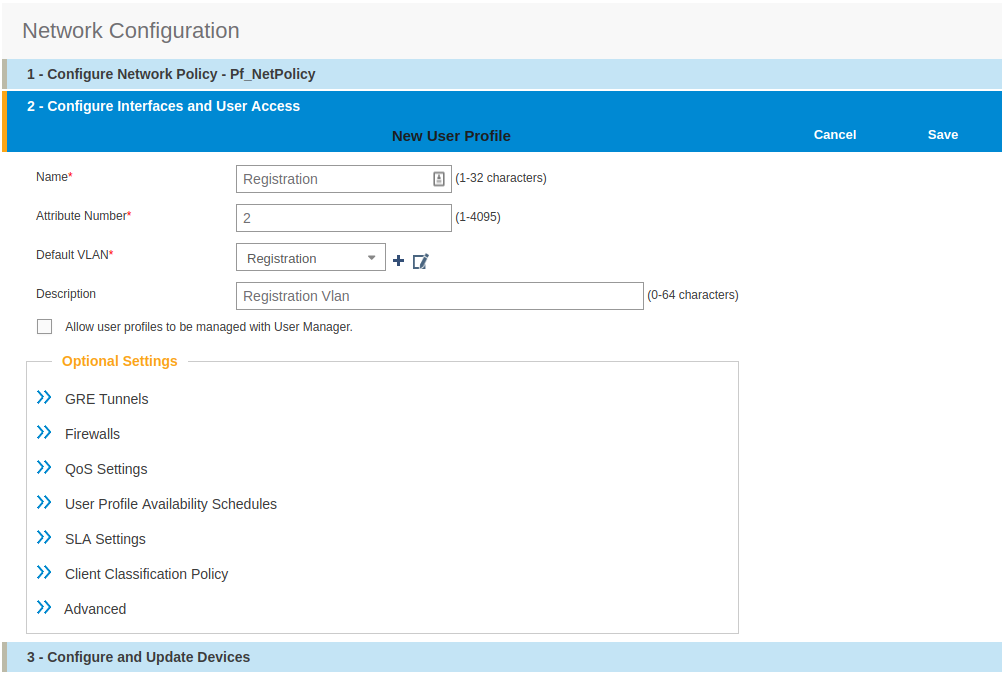 Network Configuration
1 - Configure Network Policy - Pf_NetPolicy
2 - Configure Interfaces and User Access
New User Profile Cancel Save
Name* Registration (1-32 characters)
Attribute Number* 2 (1-4095)
Default VLAN* Registration
Description Registration Vlan (0-64 characters)
Allow user profiles to be managed with User Manager.
Optional Settings
GRE Tunnels
Firewalls
QoS Settings
User Profile Availability Schedules
SLA Settings
Client Classification Policy
Advanced
3 - Configure and Update Devices